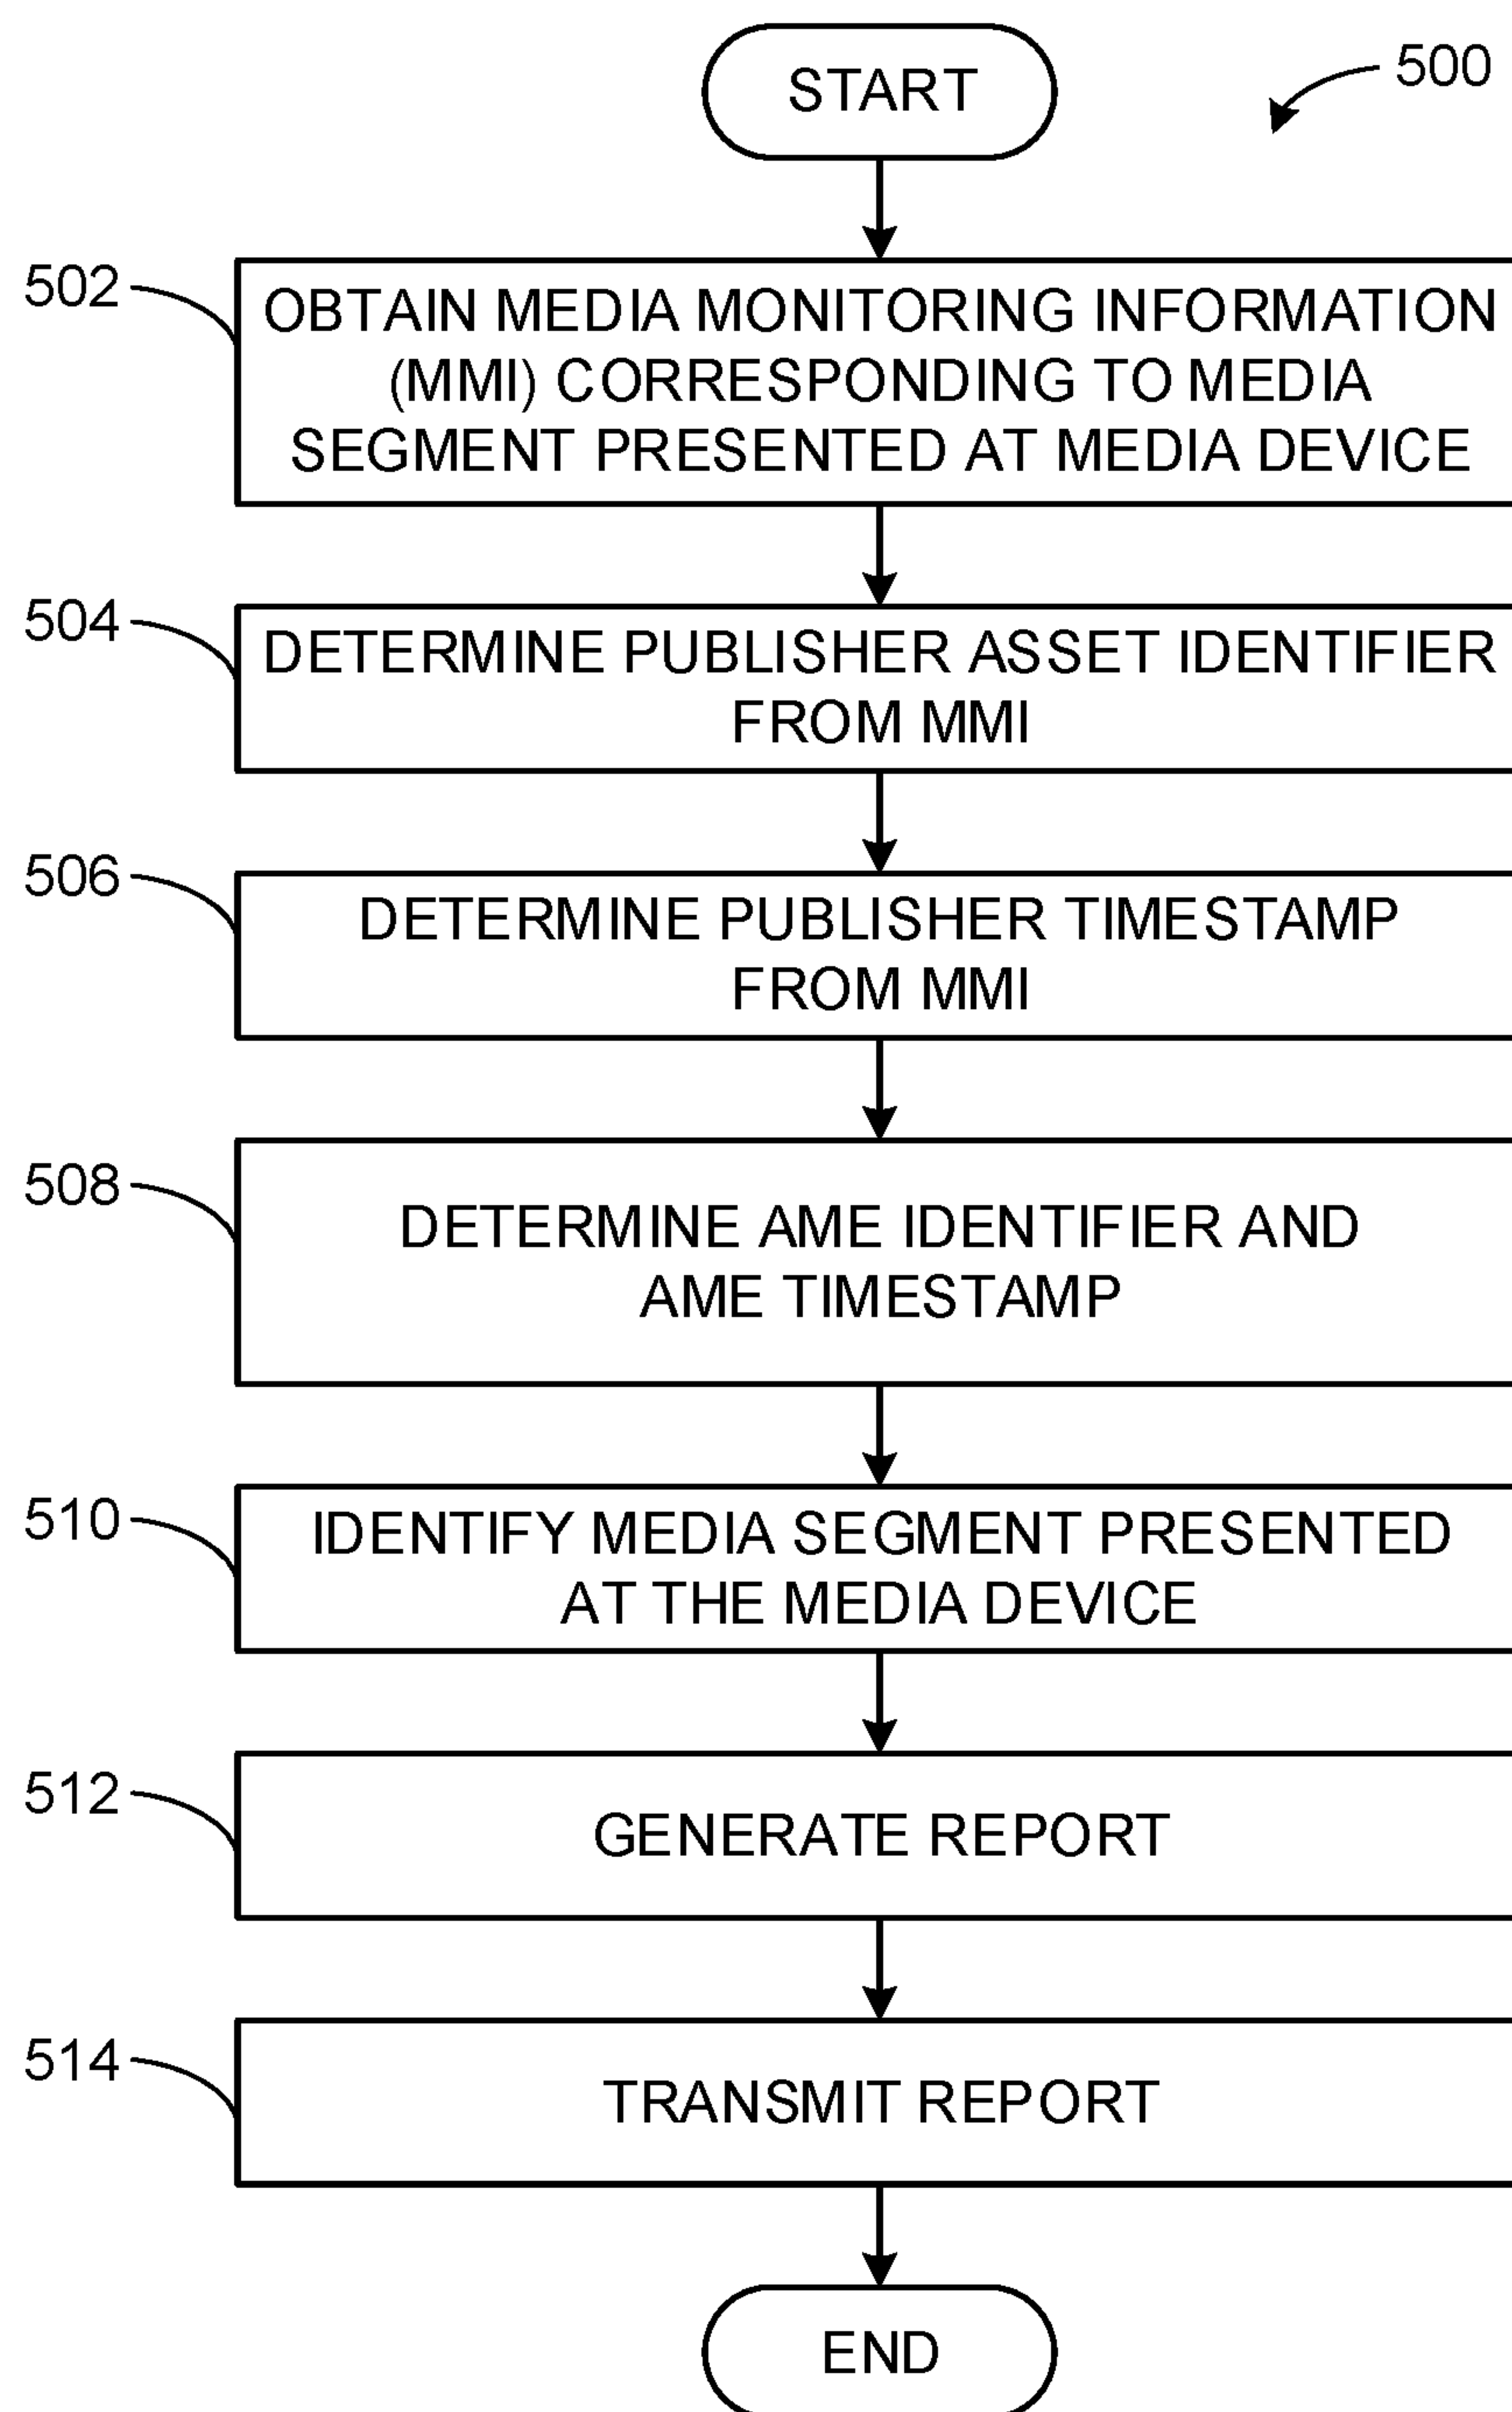 START
500
502
OBTAIN MEDIA MONITORING INFORMATION
(MMI) CORRESPONDING TO MEDIA
SEGMENT PRESENTED AT MEDIA DEVICE
504
DETERMINE PUBLISHER ASSET IDENTIFIER
FROM MMI
506
DETERMINE PUBLISHER TIMESTAMP
FROM MMI
508
DETERMINE AME IDENTIFIER AND
AME TIMESTAMP
510
IDENTIFY MEDIA SEGMENT PRESENTED
AT THE MEDIA DEVICE
512
GENERATE REPORT
514
TRANSMIT REPORT
END